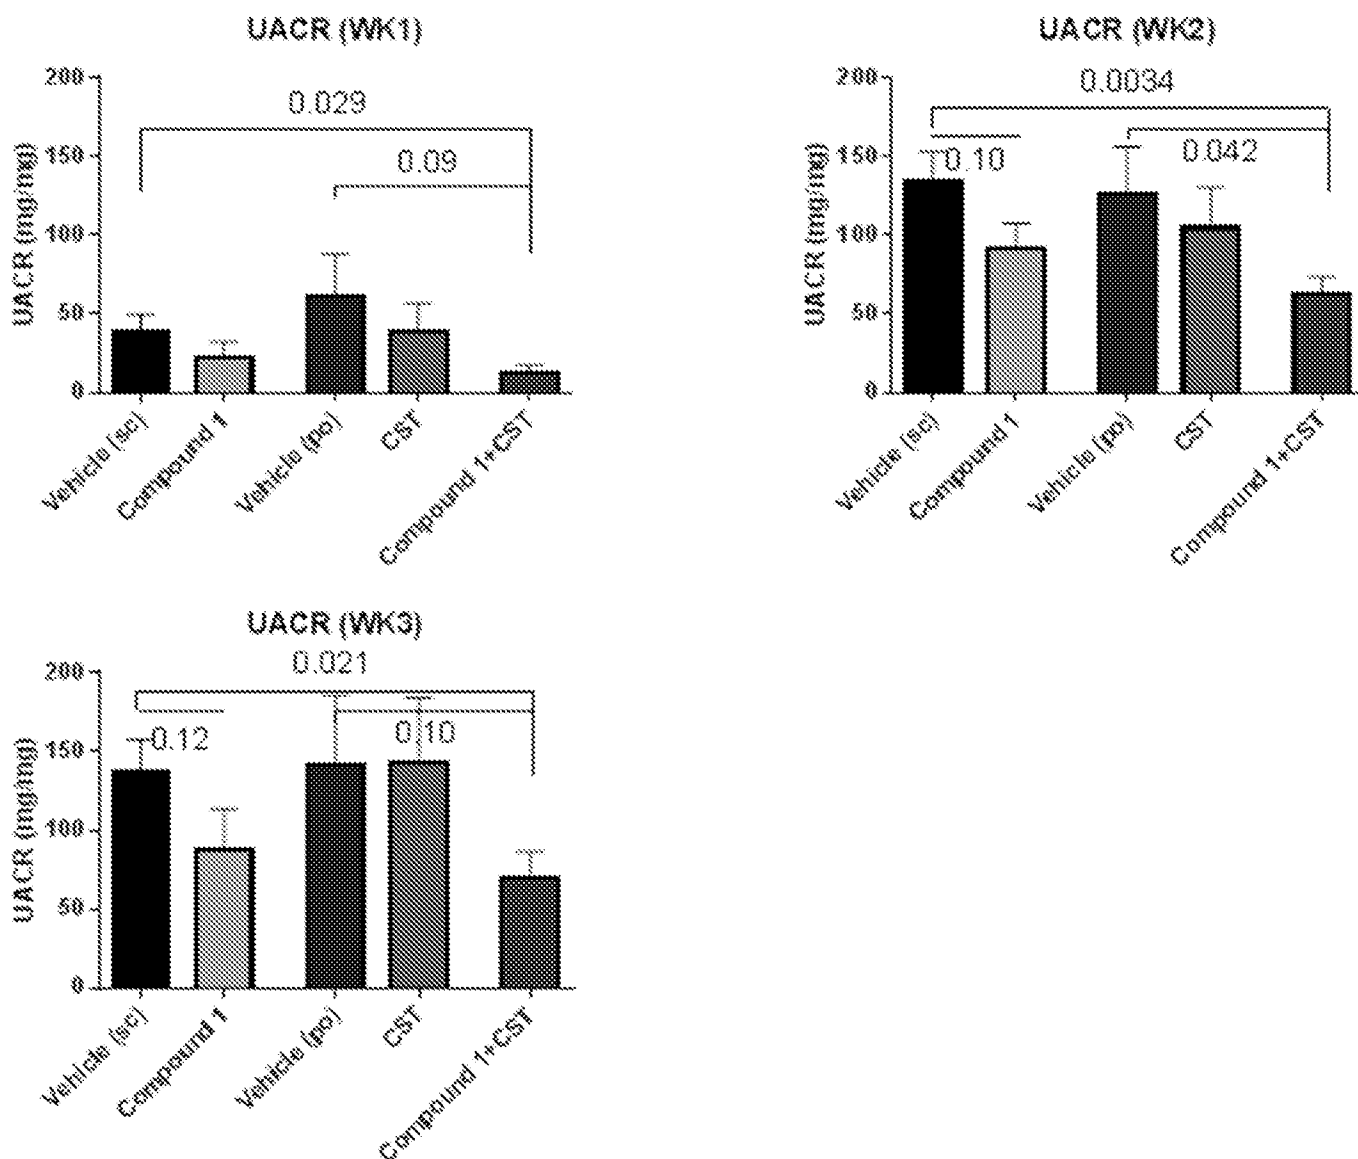 UACR (WK1)
UACR (mg/mg)
200
150
100
50
0
0.029
0.09
Vehicle (sc)
Compound 1
Vehicle (po)
CST
Compound 1+CST
UACR (WK2)
UACR (mg/mg)
200
150
100
50
0
0.0034
0.10
0.042
Vehicle (sc)
Compound 1
Vehicle (po)
CST
Compound 1+CST
UACR (WK3)
UACR (mg/mg)
200
150
100
50
0
0.021
0.12
0.10
Vehicle (sc)
Compound 1
Vehicle (po)
CST
Compound 1+CST